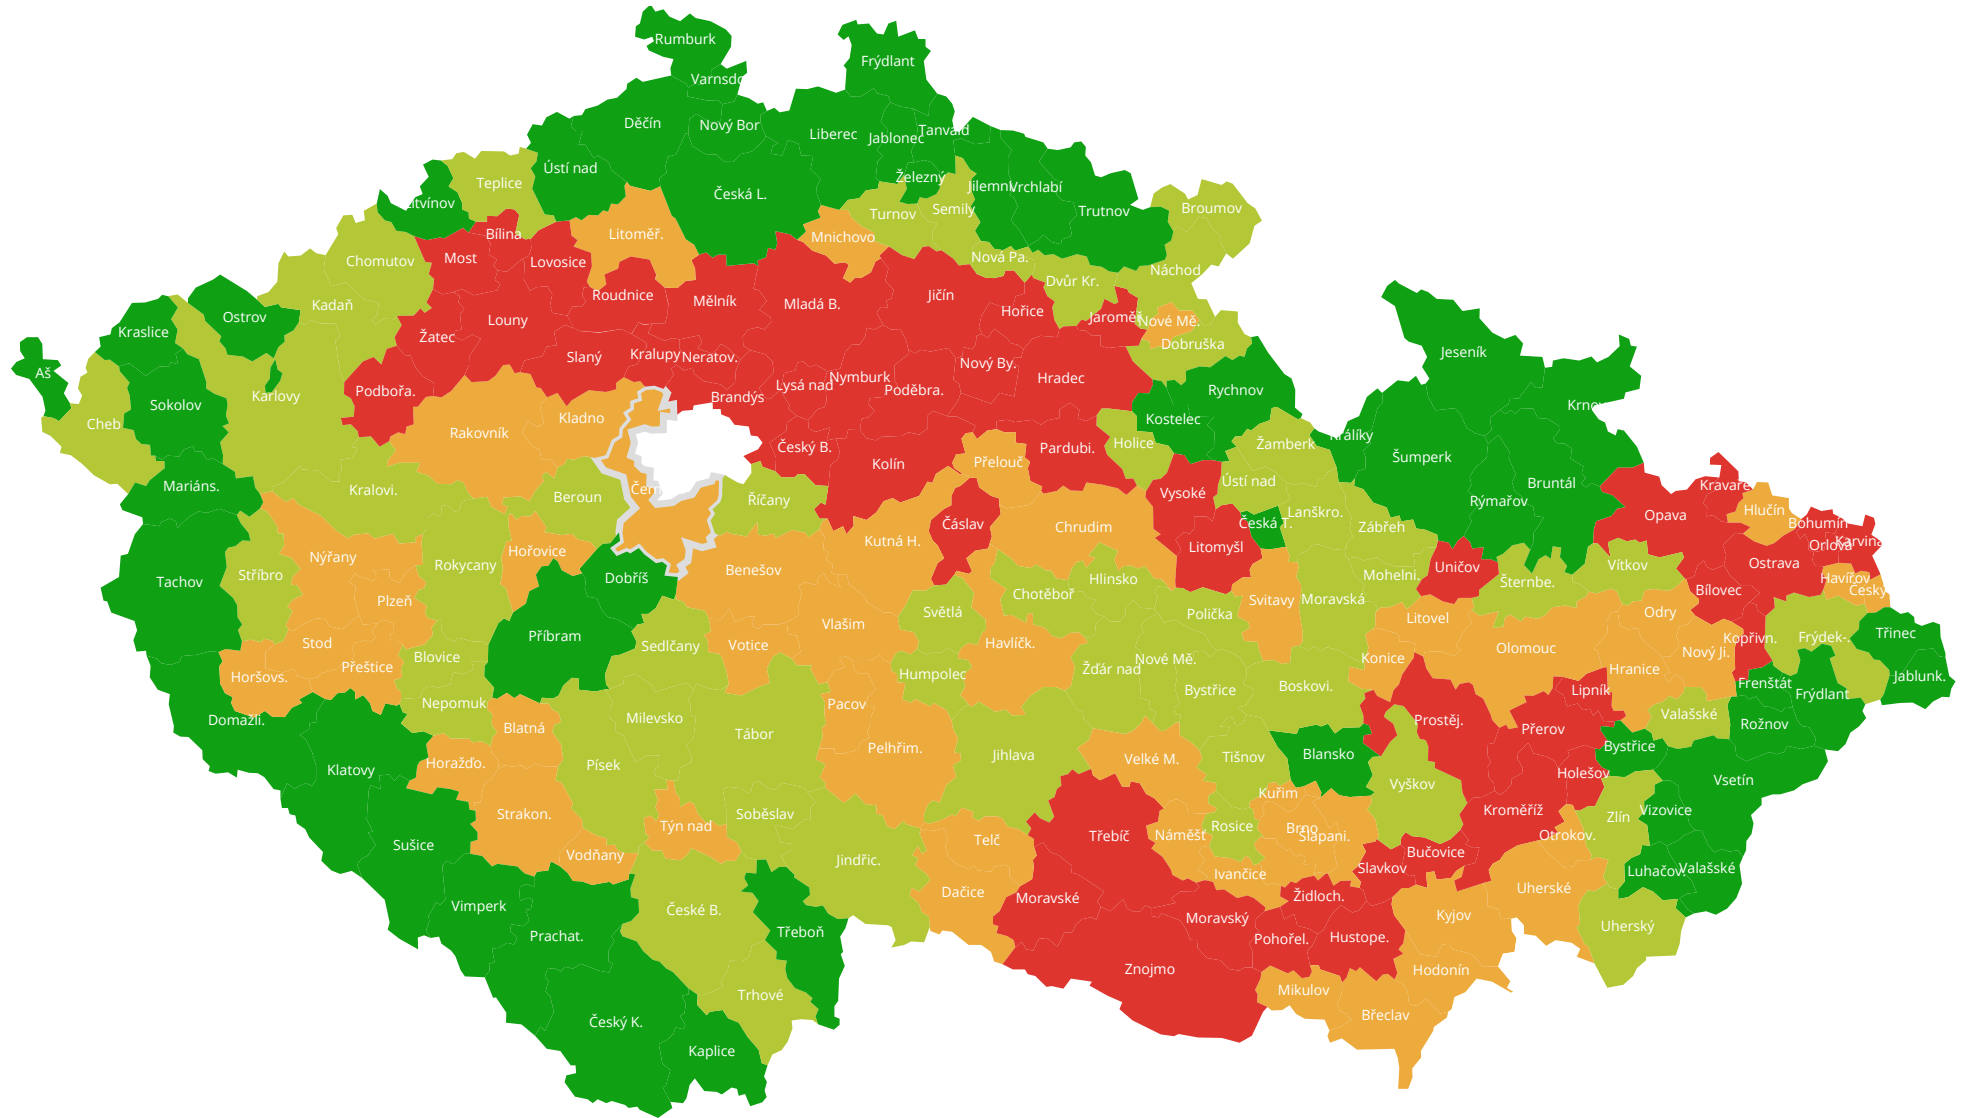 Rumburk
Frýdlant
Varnsdo
Děčín
Nový Bor
Liberec
Jablonec
Tanvald
Ústí nad
Teplice
Železný
Jilemni
Vrchlabí
Česká L.
itvínov
Turnov
Semily
Trutnov
Broumov
Bílina
Litoměř.
Mnichovo
Most
Lovosice
Nová Pa.
Chomutov
Náchod
Dvůr Kr.
Roudnice
Mělník
Mladá B.
Jičín
Kadaň
Hořice
Ostrov
Louny
Jaroměř
Nové Mě.
Kraslice
Žatec
Dobruška
Slaný
Kralupy
Neratov.
Jeseník
Nový By.
Aš
Nymburk
Hradec
Lysá nad
Podbořa.
Poděbra.
Rychnov
Karlovy
Brandýs
Sokolov
Krnov
Kladno
Kostelec
Cheb
Rakovník
Králíky
Holice
Žamberk
Český B.
Pardubi.
Šumperk
Kolín
Přelouč
Mariáns.
Kralovi.
Čern
Ústí nad
Bruntál
Kravaře
Beroun
Říčany
Vysoké
Rýmařov
Hlučín
Lanškro.
Opava
Čáslav
Chrudim
Česká T.
Zábřeh
Bohumín
Kutná H.
Orlová
Karviná
Hořovice
Litomyšl
Nýřany
Rokycany
Ostrava
Vítkov
Uničov
Stříbro
Benešov
Mohelni.
Dobříš
Hlinsko
Havířov
Tachov
Šternbe.
Český
Chotěboř
Bílovec
Plzeň
Svitavy
Moravská
Světlá
Polička
Odry
Litovel
Vlašim
Příbram
Třinec
Kopřivn.
Frýdek-.
Stod
Havlíčk.
Sedlčany
Votice
Olomouc
Nový Ji.
Blovice
Konice
Nové Mě.
Přeštice
Žďár nad
Hranice
Humpolec
Horšovs.
Jablunk.
Frenštát
Boskovi.
Bystřice
Lipník
Frýdlant
Nepomuk
Pacov
Valašské
Milevsko
Domažli.
Prostěj.
Rožnov
Blatná
Přerov
Tábor
Pelhřim.
Bystřice
Jihlava
Blansko
Tišnov
Velké M.
Horažďo.
Písek
Klatovy
Holešov
Vsetín
Vyškov
Kuřim
Kroměříž
Vizovice
Strakon.
Soběslav
Zlín
Týn nad
Rosice
Brno
Šlapani.
Třebíč
Náměšť
Otrokov.
Telč
Sušice
Bučovice
Vodňany
Jindřic.
Slavkov
Valašské
Luhačov.
Ivančice
Uherské
Dačice
Židloch.
Moravské
Vimperk
České B.
Kyjov
Moravský
Uherský
Třeboň
Prachat.
Hustope.
Pohořel.
Znojmo
Hodonín
Mikulov
Trhové
Břeclav
Český K.
Kaplice